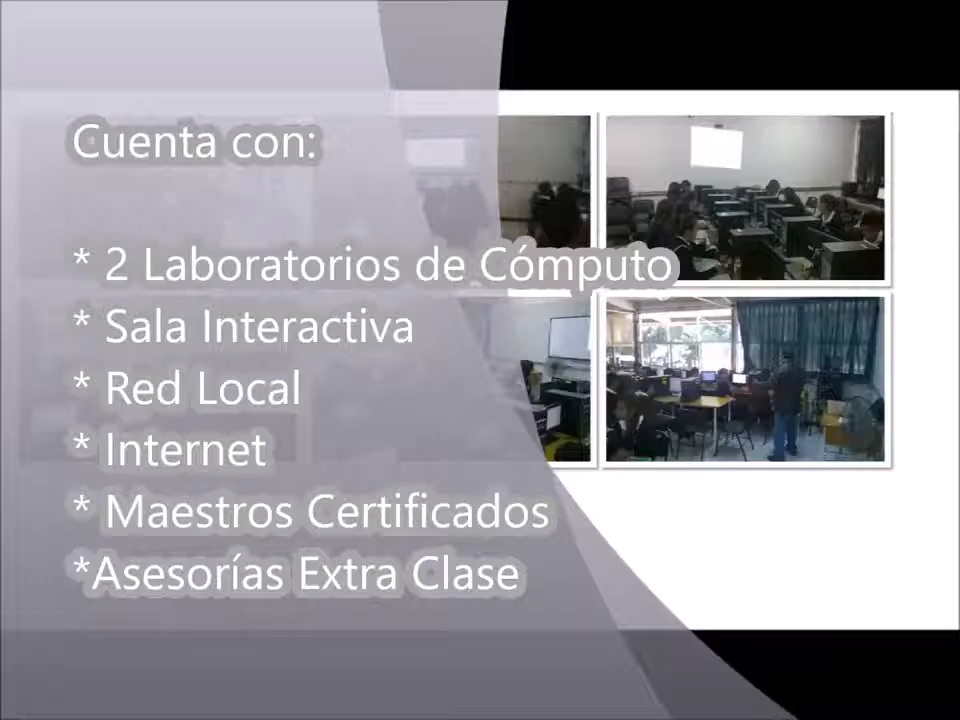 Cuenta con:
* 2 Laboratorios de Cómputo
* Sala Interactiva
* Red Local
* Internet
* Maestros Certificados
*Asesorías Extra Clase